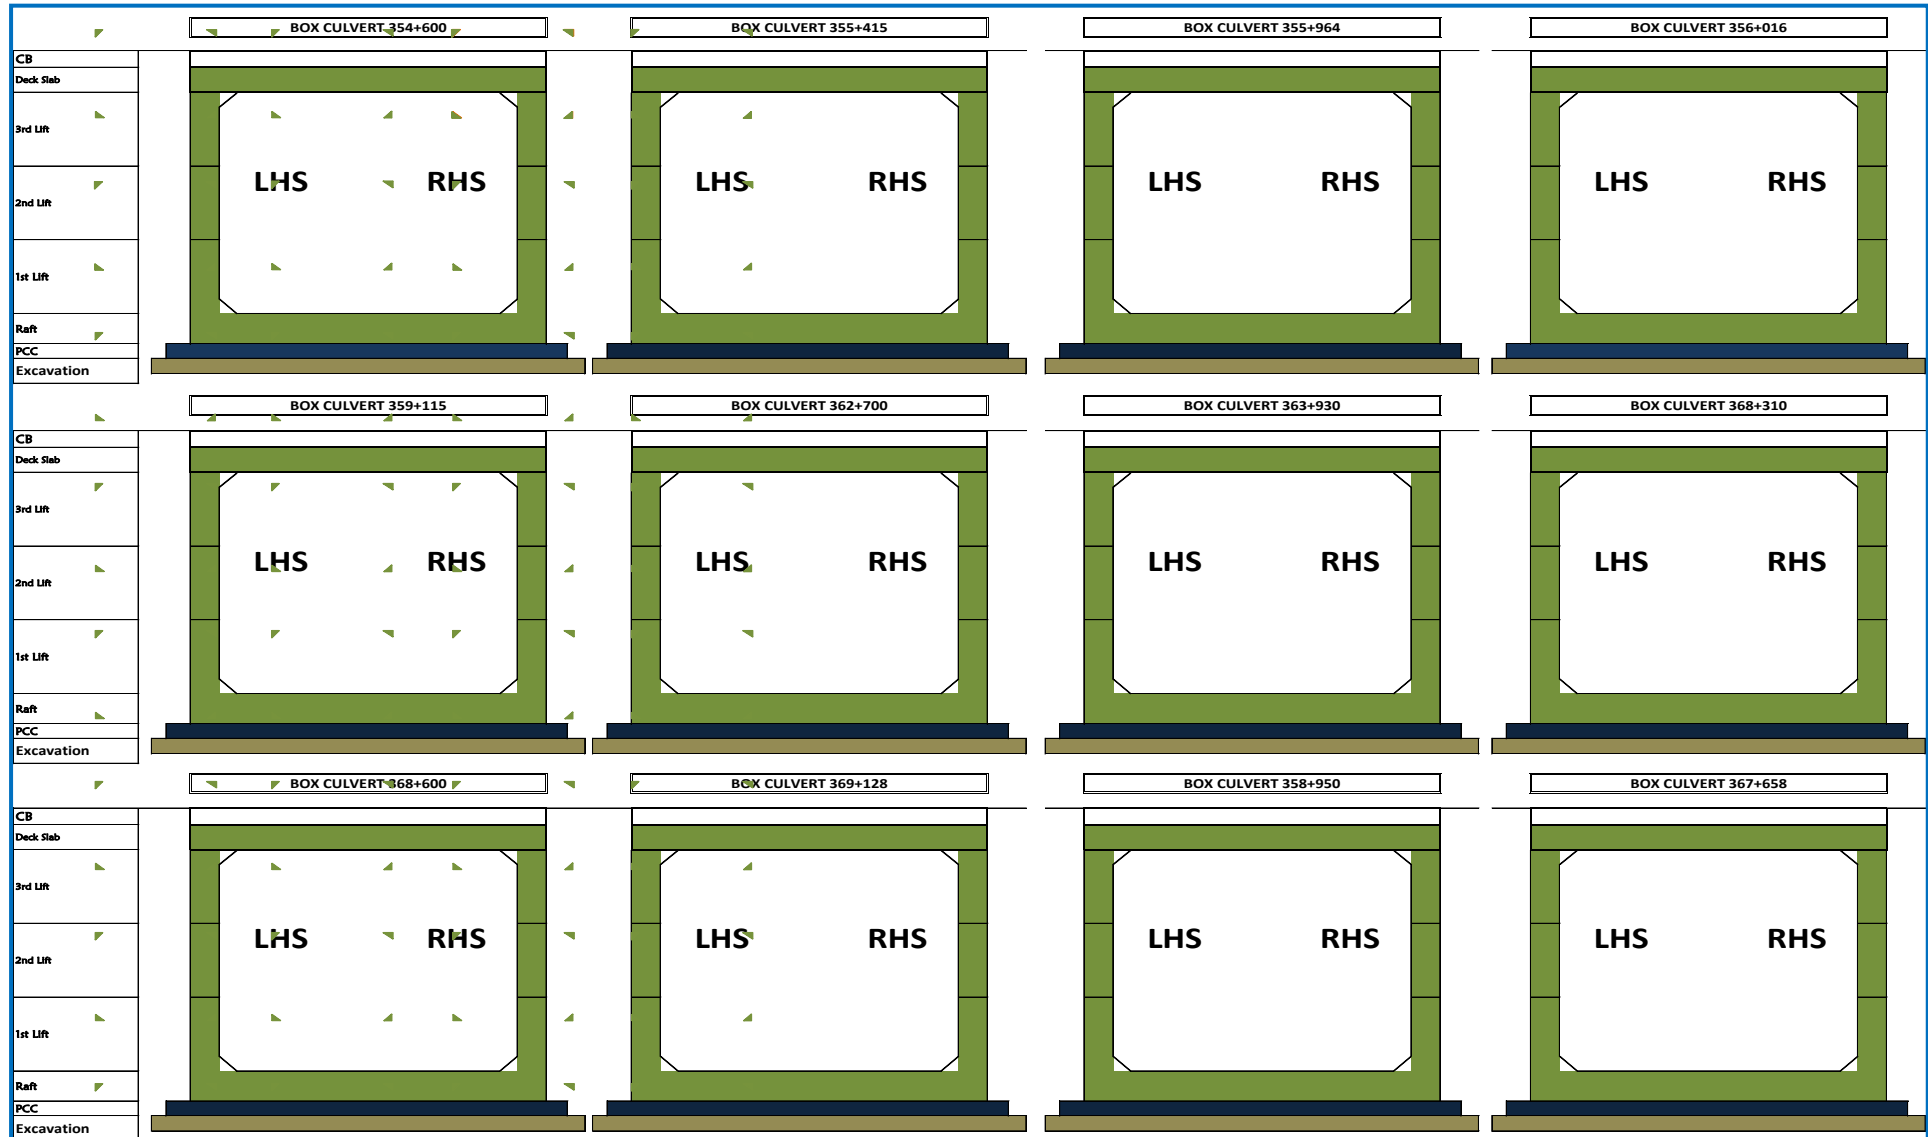 BOX CULVERT 354+600
BOX CULVERT 355+415
BOX CULVERT 355+964
BOX CULVERT 356+016
CB
Deck Slab
3rd Lift
LHS RHS
LHS RHS
LHS RHS
LHS RHS
2nd Lift
1st Lift
Raft
PCC
Excavation
BOX CULVERT 359+115
BOX CULVERT 362+700
BOX CULVERT 363+930
BOX CULVERT 368+310
CB
Deck Slab
3rd Lift
LHS RHS
LHS RHS
LHS RHS
LHS RHS
2nd Lift
1st Lift
Raft
PCC
Excavation
BOX CULVERT 368+600
BOX CULVERT 369+128
BOX CULVERT 358+950
BOX CULVERT 367+658
CB
Deck Slab
3rd Lift
LHS RHS
LHS RHS
LHS RHS
LHS RHS
2nd Lift
1st Lift
Raft
PCC
Excavation